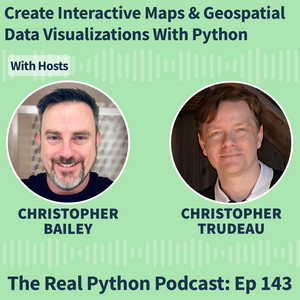 Create Interactive Maps & Geospatial
Data Visualizations With Python
With Hosts
CHRISTOPHER
BAILEY
CHRISTOPHER
TRUDEAU
The Real Python Podcast: Ep 143